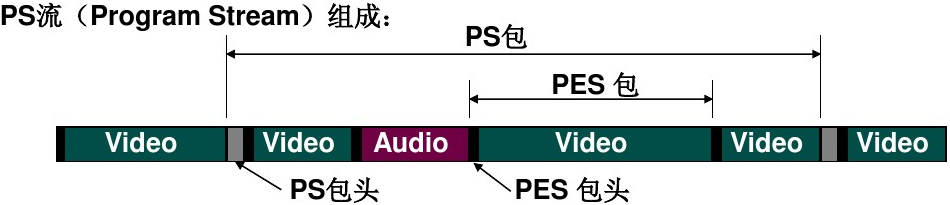 PS流（Program Stream）组成：
PS包
PES 包
Video Video Audio Video Video Video
PS包头 PES 包头